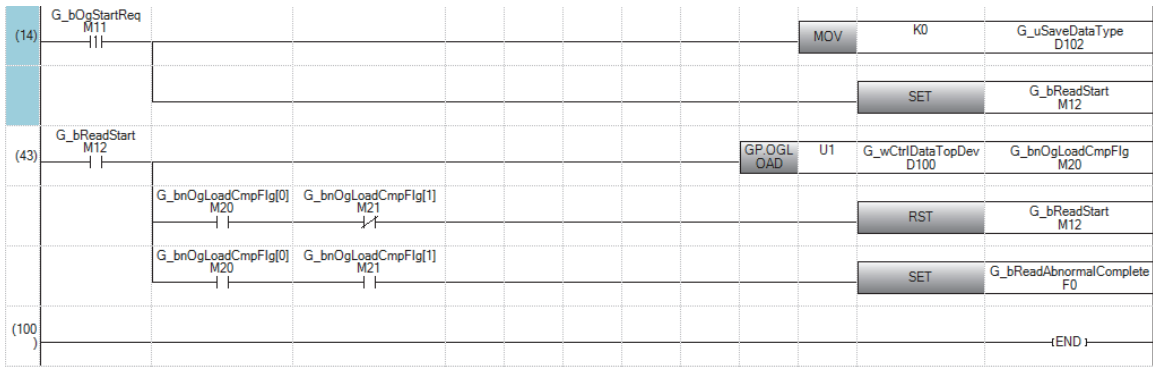 G_bOgStartReq
(14) M11 MOV K0 G_uSaveDataType
D102
SET G_bReadStart
M12
G_bReadStart
(43) M12 GP.OGL
OAD U1 G_wCtrlDataTopDev
D100 G_bnOgLoadCmpFlg
M20
G_bnOgLoadCmpFlg[0] G_bnOgLoadCmpFlg[1]
M20 M21 RST G_bReadStart
M12
G_bnOgLoadCmpFlg[0] G_bnOgLoadCmpFlg[1]
M20 M21 SET G_bReadAbnormalComplete
F0
(100
) END